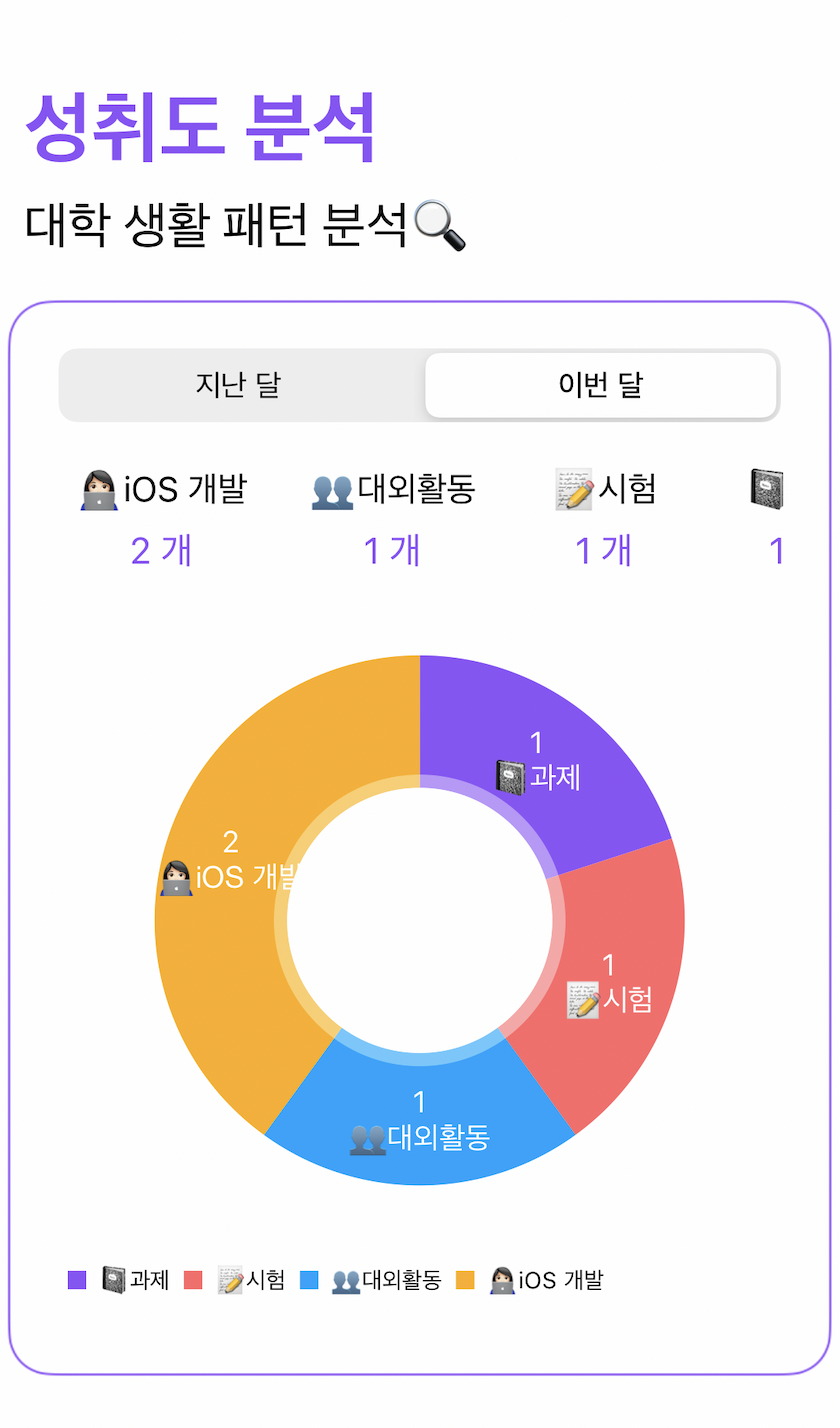 성취도 분석
대학 생활 패턴 분석🔍
지난 달 이번 달
👩🏻‍💻iOS 개발 👥대외활동 📝시험 📓
2 개 1 개 1 개 1
1
📓과제
2
👩🏻‍💻iOS 개발
1
📝시험
1
👥대외활동
📓과제 📝시험 👥대외활동 👩🏻‍💻iOS 개발